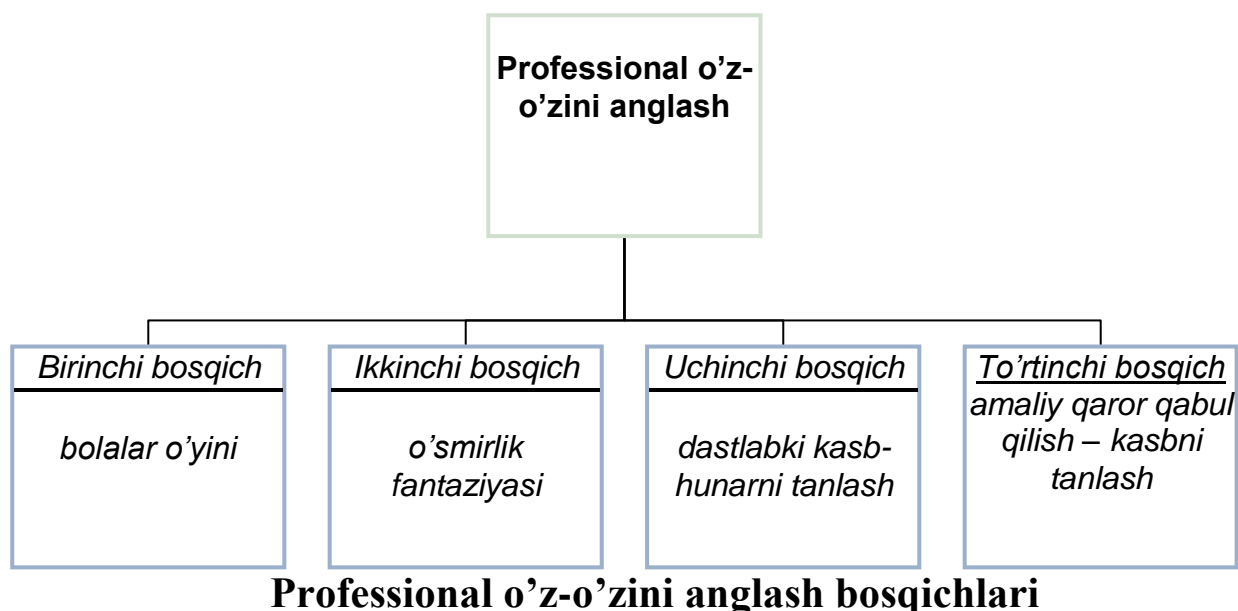 Professional o’z-
o’zini anglash
Birinchi bosqich
bolalar o’yini
Ikkinchi bosqich
o’smirlik
fantaziyasi
Uchinchi bosqich
dastlabki kasb-
hunarni tanlash
To’rtinchi bosqich
amaliy qaror qabul
qilish – kasbni
tanlash
Professional o’z-o’zini anglash bosqichlari